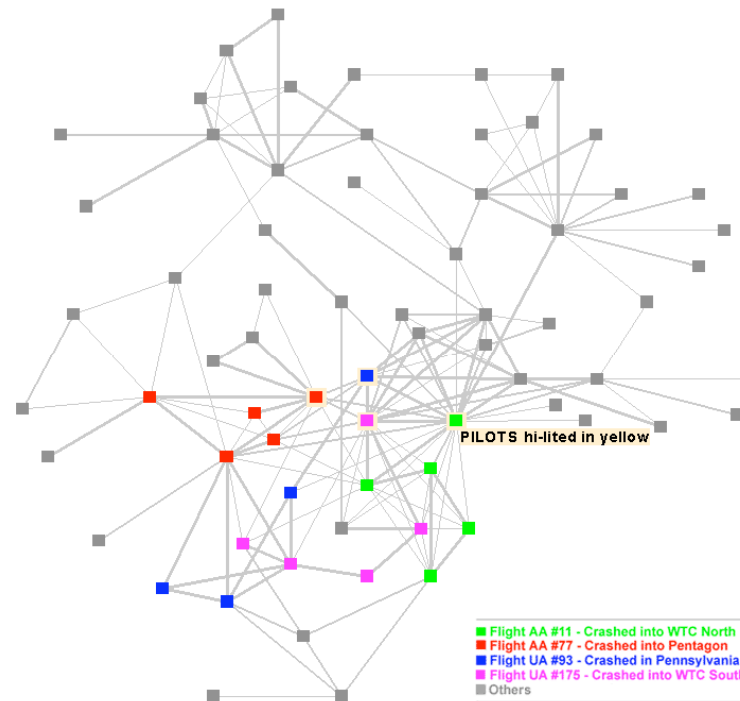 PILOTS hi-lited in yellow
Flight AA #11 - Crashed into WTC North
Flight AA #77 - Crashed into Pentagon
Flight UA #93 - Crashed in Pennsylvania
Flight UA #175 - Crashed into WTC South
Others